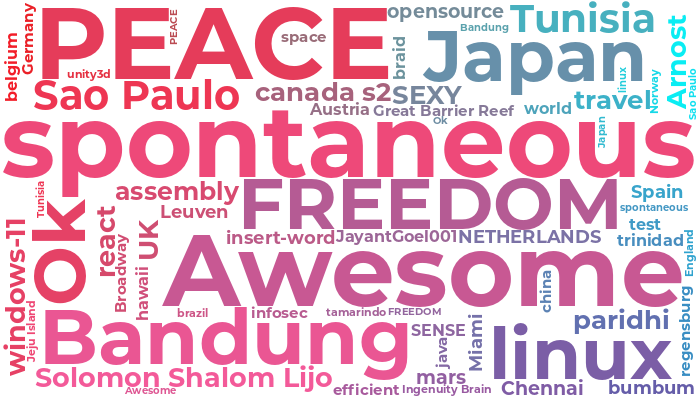 PEACE
PEACE
space
opensource
Bandung
Tunisia
belgium
Germany
unity3d
braid
Japan
linux
Norway
Arnost
Sao Paulo
Sao Paulo
canada s2
SEXY
travel
Austria
Great Barrier Reef
world
Ok
Japan
spontaneous
Tunisia
assembly
FREEDOM
Spain
spontaneous
Leuven
test
trinidad
Ok
react
Broadway
hawaii
UK
insert-word
JayantGoel001
NETHERLANDS
England
windows-11
Jeju Island
Awesome
china
regensburg
brazil
infosec
tamarindo
FREEDOM
Bandung
SENSE
java
Miami
linux
paridhi
Solomon Shalom Lijo
mars
Awesome
efficient
Ingenuity Brain
Chennai
bumbum